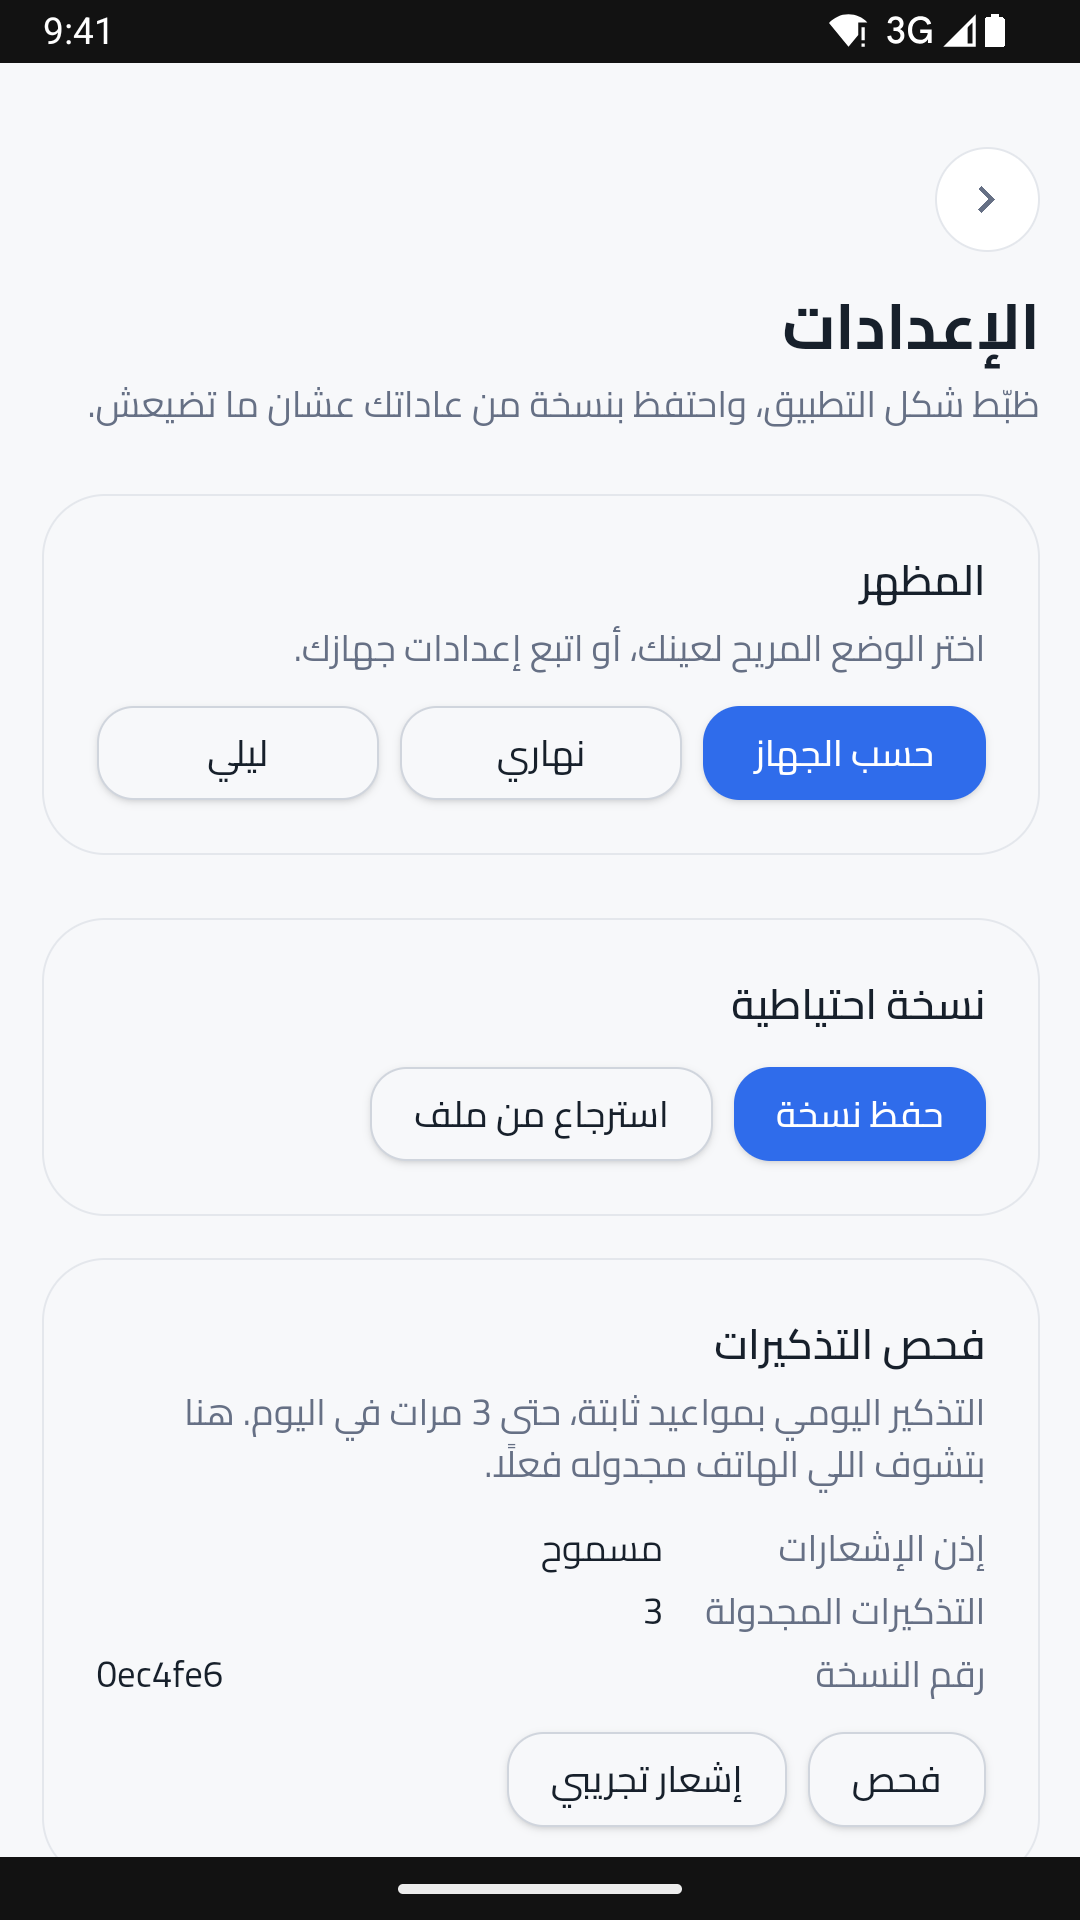 9:41
3G
الإعدادات
ظبّط شكل التطبيق، واحتفظ بنسخة من عاداتك عشان ما تضيعش.
المظهر
اختر الوضع المريح لعينك، أو اتبع إعدادات جهازك.
حسب الجهاز
نهاري
ليلي
نسخة احتياطية
حفظ نسخة
استرجاع من ملف
فحص التذكيرات
التذكير اليومي بمواعيد ثابتة، حتى 3 مرات في اليوم. هنا
بتشوف اللي الهاتف مجدوله فعلًا.
إذن الإشعارات مسموح
التذكيرات المجدولة 3
رقم النسخة 0ec4fe6
فحص
إشعار تجريبي